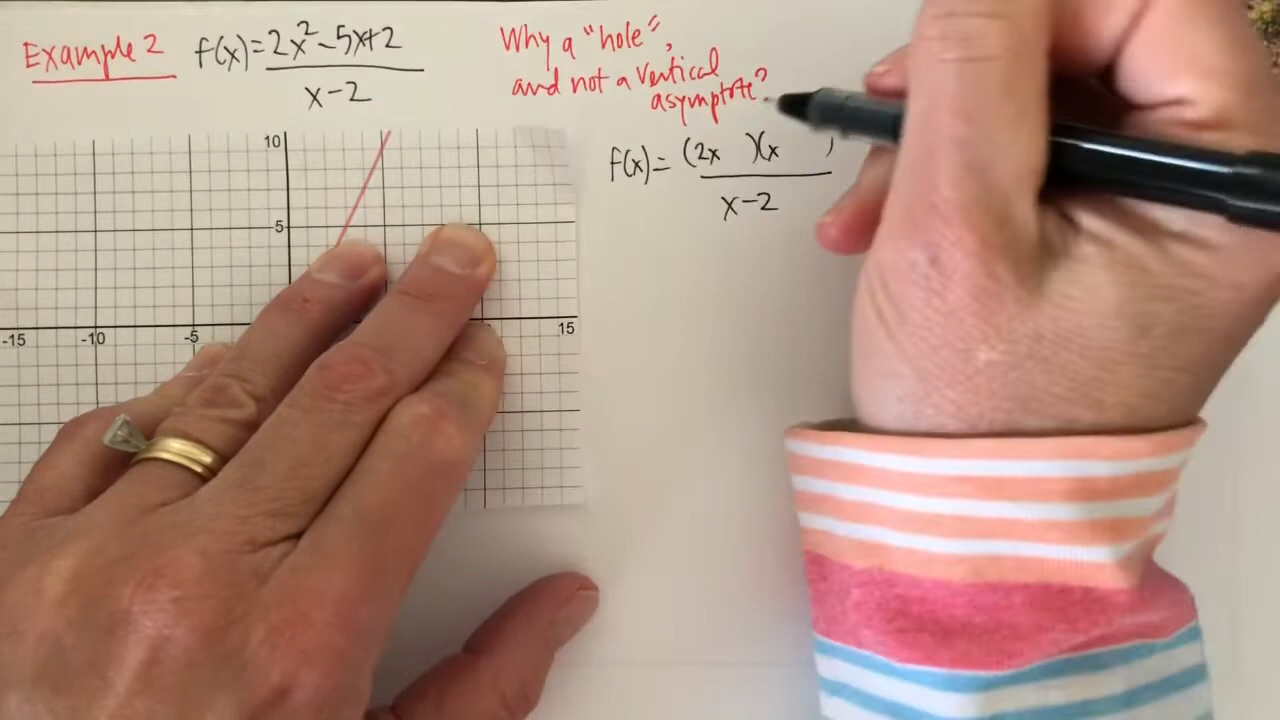 Example 2
f(x)=2x²-5x+2
x-2
Why a "hole",
and not a vertical
asymptote?
f(x)=(2x )(x )
x-2
10
5
-15 -10 -5 15